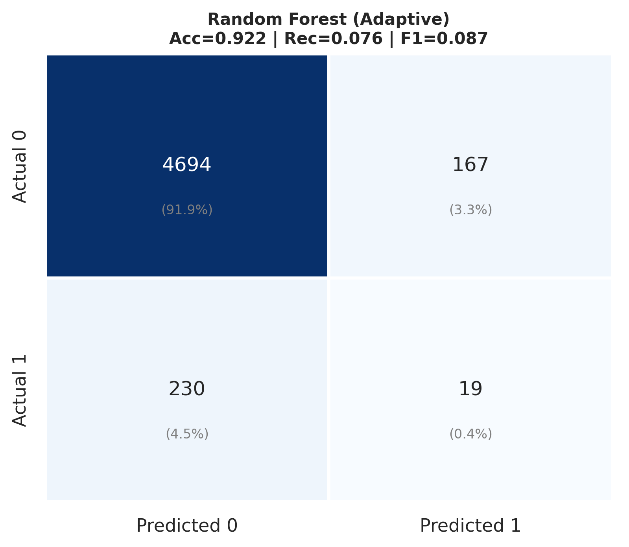 Random Forest (Adaptive)
Acc=0.922 | Rec=0.076 | F1=0.087
Actual 0
4694
167
(91.9%)
(3.3%)
Actual 1
230
19
(4.5%)
(0.4%)
Predicted 0
Predicted 1